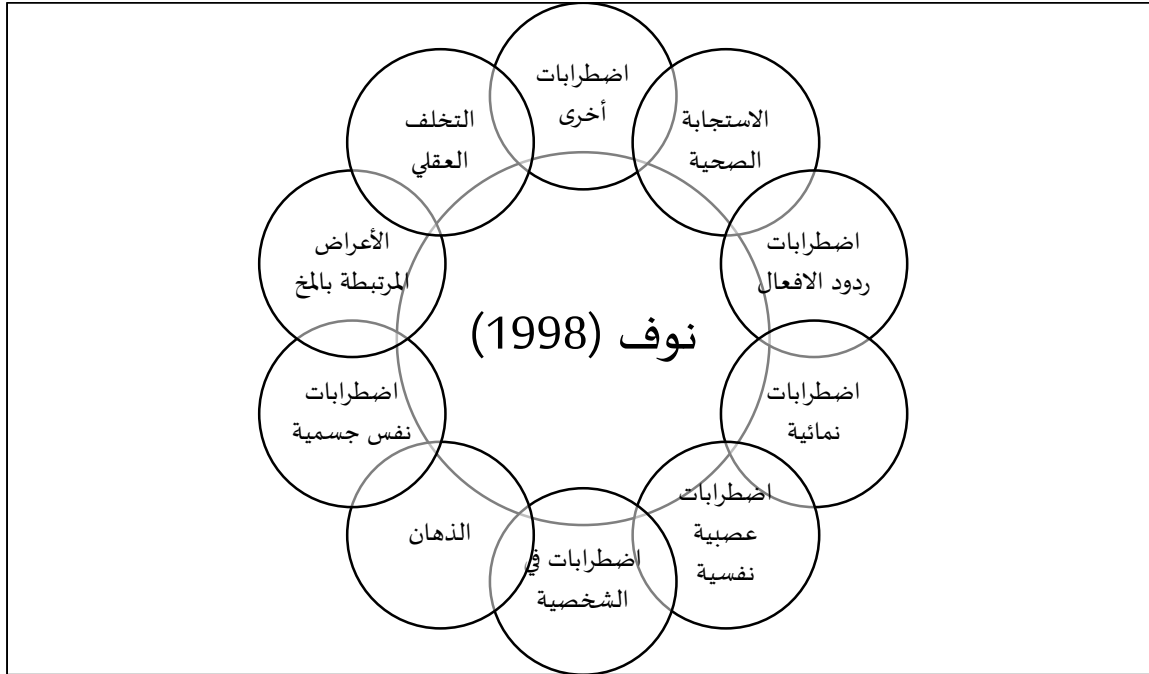 اضطرابات
أخرى
الاستجابة
الصحية
اضطرابات
ردود الافعال
اضطرابات
نمائية
اضطرابات
عصبية
نفسية
اضطرابات في
الشخصية
الذهان
اضطرابات
نفس جسمية
الأعراض
المرتبطة بالمخ
التخلف
العقلي
نوف (1998)